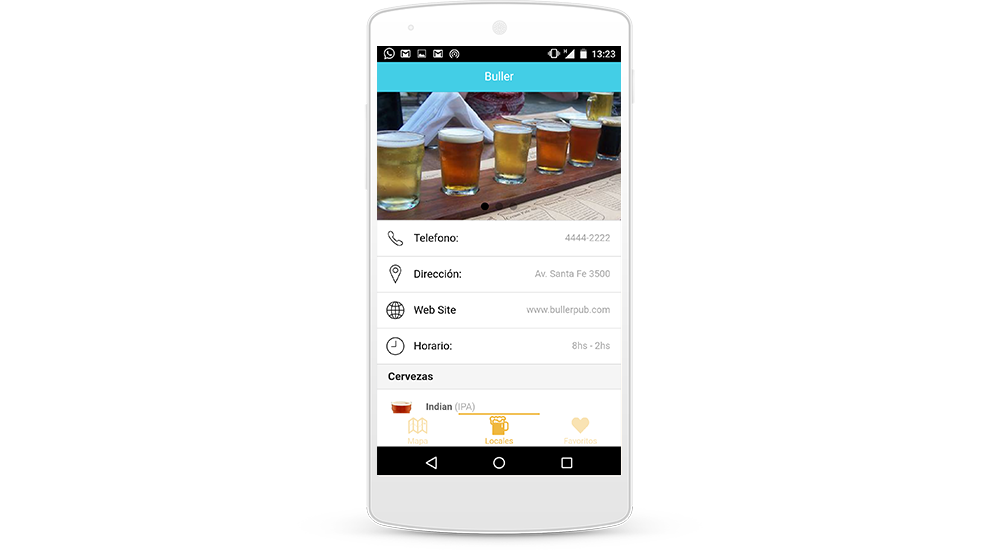 13:23
Buller
Telefono: 4444-2222
Dirección: Av. Santa Fe 3500
Web Site www.bullerpub.com
Horario: 8hs - 2hs
Cervezas
Indian (IPA)
Mapa Locales Favoritos